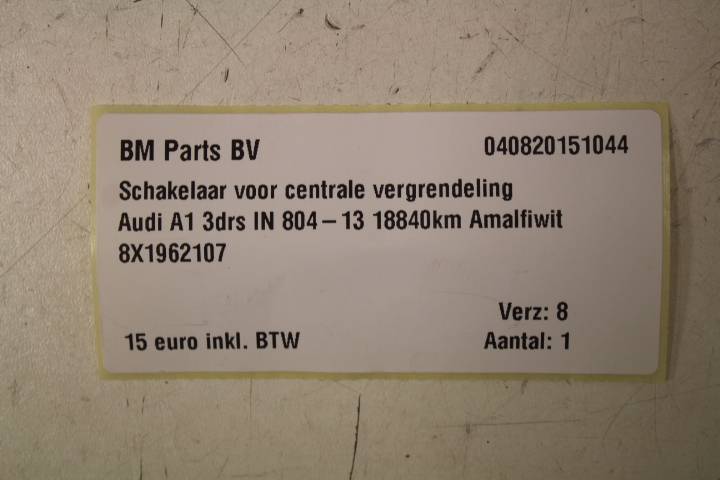 BM Parts BV 040820151044
Schakelaar voor centrale vergrendeling
Audi A1 3drs IN 804-13 18840km Amalfiwit
8X1962107
Verz: 8
15 euro inkl. BTW Aantal: 1